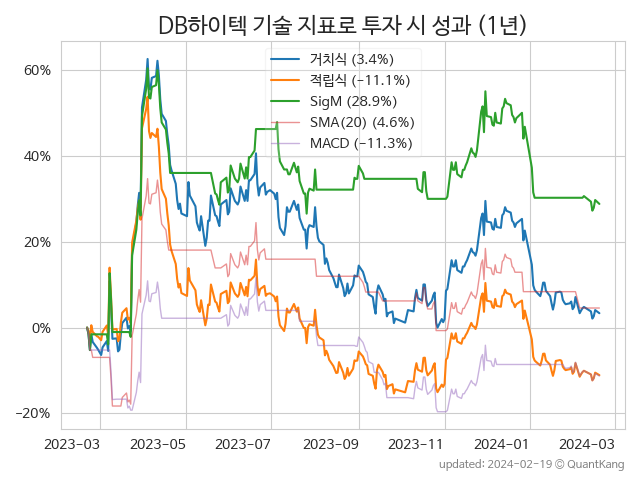 DB하이텍 기술 지표로 투자 시 성과 (1년)
거치식 (3.4%)
적립식 (−11.1%)
SigM (28.9%)
SMA(20) (4.6%)
MACD (−11.3%)
60%
40%
20%
0%
−20%
2023-03 2023-05 2023-07 2023-09 2023-11 2024-01 2024-03
updated: 2024-02-19 © QuantKang